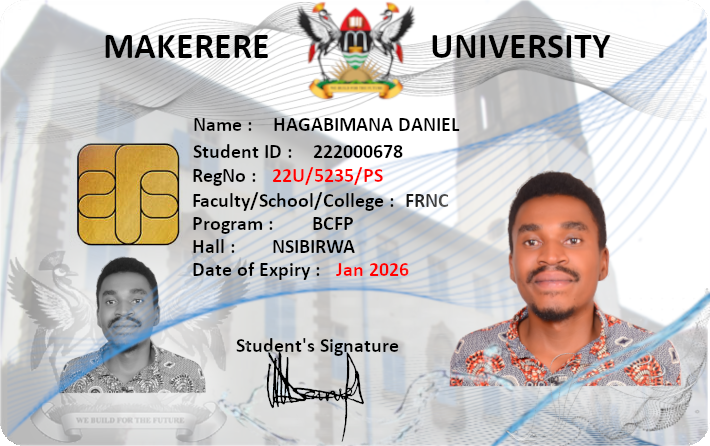 MAKERERE UNIVERSITY
Name : HAGABIMANA DANIEL
Student ID : 222000678
RegNo : 22U/5235/PS
Faculty/School/College : FRNC
Program : BCFP
Hall : NSIBIRWA
Date of Expiry : Jan 2026
Student's Signature
WE BUILD FOR THE FUTURE